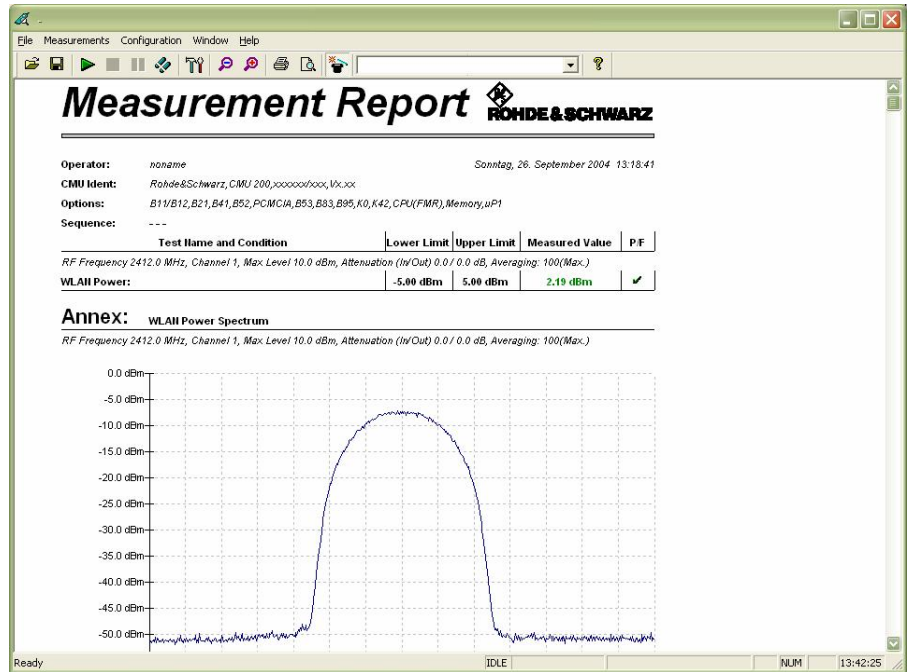 -
File Measurements Configuration Window Help
Measurement Report ROHDE & SCHWARZ
Operator: noname Sonntag, 26. September 2004 13:18:41
CMU Ident: Rohde&Schwarz,CMU 200,xxxxxx/xxx,Vx.xx
Options: B11/B12,B21,B41,B52,PCMCIA,B53,B83,B95,K0,K42,CPU(FMR),Memory,uP1
Sequence: ---
Test Name and Condition Lower Limit Upper Limit Measured Value P/F
RF Frequency 2412.0 MHz, Channel 1, Max. Level 10.0 dBm, Attenuation (In/Out) 0.0 / 0.0 dB, Averaging: 100(Max.)
WLAN Power: -5.00 dBm 5.00 dBm 2.19 dBm ✔
Annex: WLAN Power Spectrum
RF Frequency 2412.0 MHz, Channel 1, Max. Level 10.0 dBm, Attenuation (In/Out) 0.0 / 0.0 dB, Averaging: 100(Max.)
0.0 dBm
-5.0 dBm
-10.0 dBm
-15.0 dBm
-20.0 dBm
-25.0 dBm
-30.0 dBm
-35.0 dBm
-40.0 dBm
-45.0 dBm
-50.0 dBm
Ready IDLE NUM 13:42:25